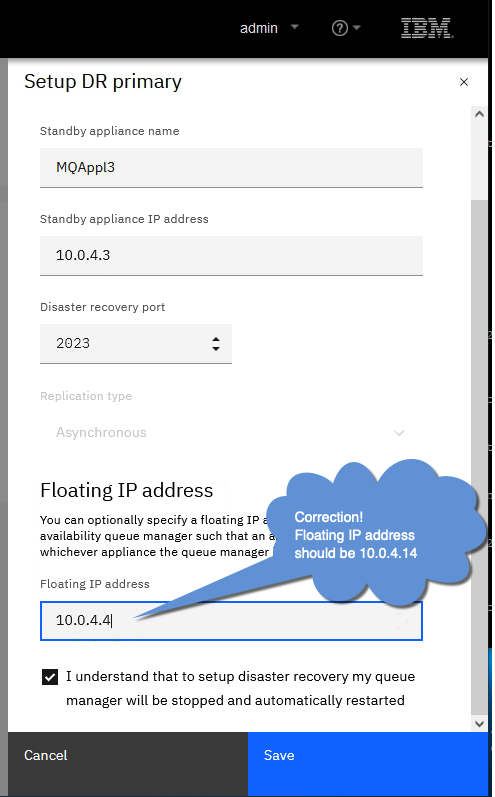 admin
IBM
Setup DR primary
Standby appliance name
MQAppl3
Standby appliance IP address
10.0.4.3
Disaster recovery port
2023
Replication type
Asynchronous
Floating IP address
You can optionally specify a floating IP
availability queue manager such that an
whichever appliance the queue manager
Correction!
Floating IP address
should be 10.0.4.14
Floating IP address
10.0.4.4
I understand that to setup disaster recovery my queue
manager will be stopped and automatically restarted
Cancel
Save